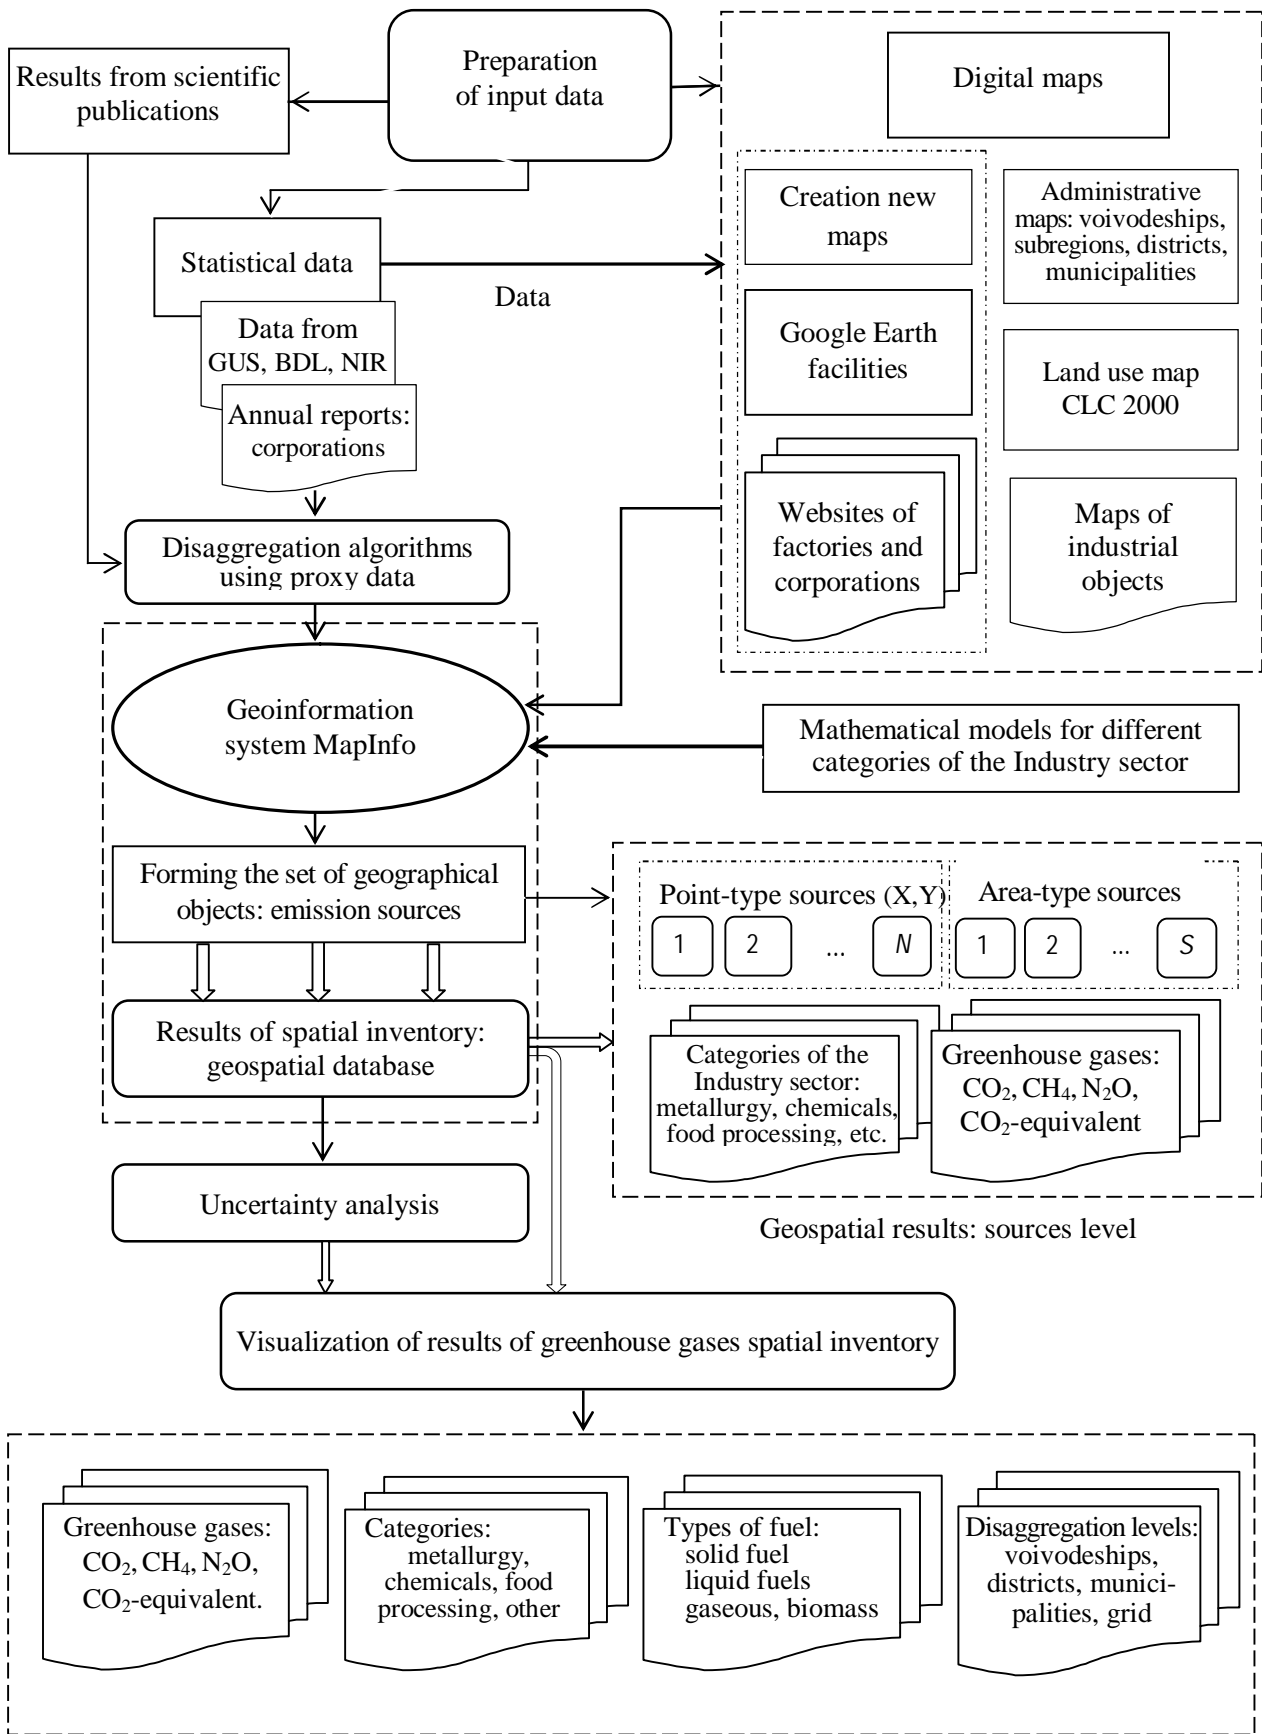 Preparation
of input data
Results from scientific
publications
Digital maps
Creation new
maps
Administrative
maps: voivodeships,
subregions, districts,
municipalities
Statistical data
Data
Data from
GUS, BDL, NIR
Annual reports:
corporations
Google Earth
facilities
Land use map
CLC 2000
Websites of
factories and
corporations
Maps of
industrial
objects
Disaggregation algorithms
using proxy data
Geoinformation
system MapInfo
Mathematical models for different
categories of the Industry sector
Forming the set of geographical
objects: emission sources
Point-type sources (X,Y)
1 2 ... N
Area-type sources
1 2 ... S
Results of spatial inventory:
geospatial database
Categories of the
Industry sector:
metallurgy, chemicals,
food processing, etc.
Greenhouse gases:
CO₂, CH₄, N₂O,
CO₂-equivalent
Uncertainty analysis
Geospatial results: sources level
Visualization of results of greenhouse gases spatial inventory
Greenhouse gases:
CO₂, CH₄, N₂O,
CO₂-equivalent.
Categories:
metallurgy,
chemicals, food
processing, other
Types of fuel:
solid fuel
liquid fuels
gaseous, biomass
Disaggregation levels:
voivodeships,
districts, munici-
palities, grid